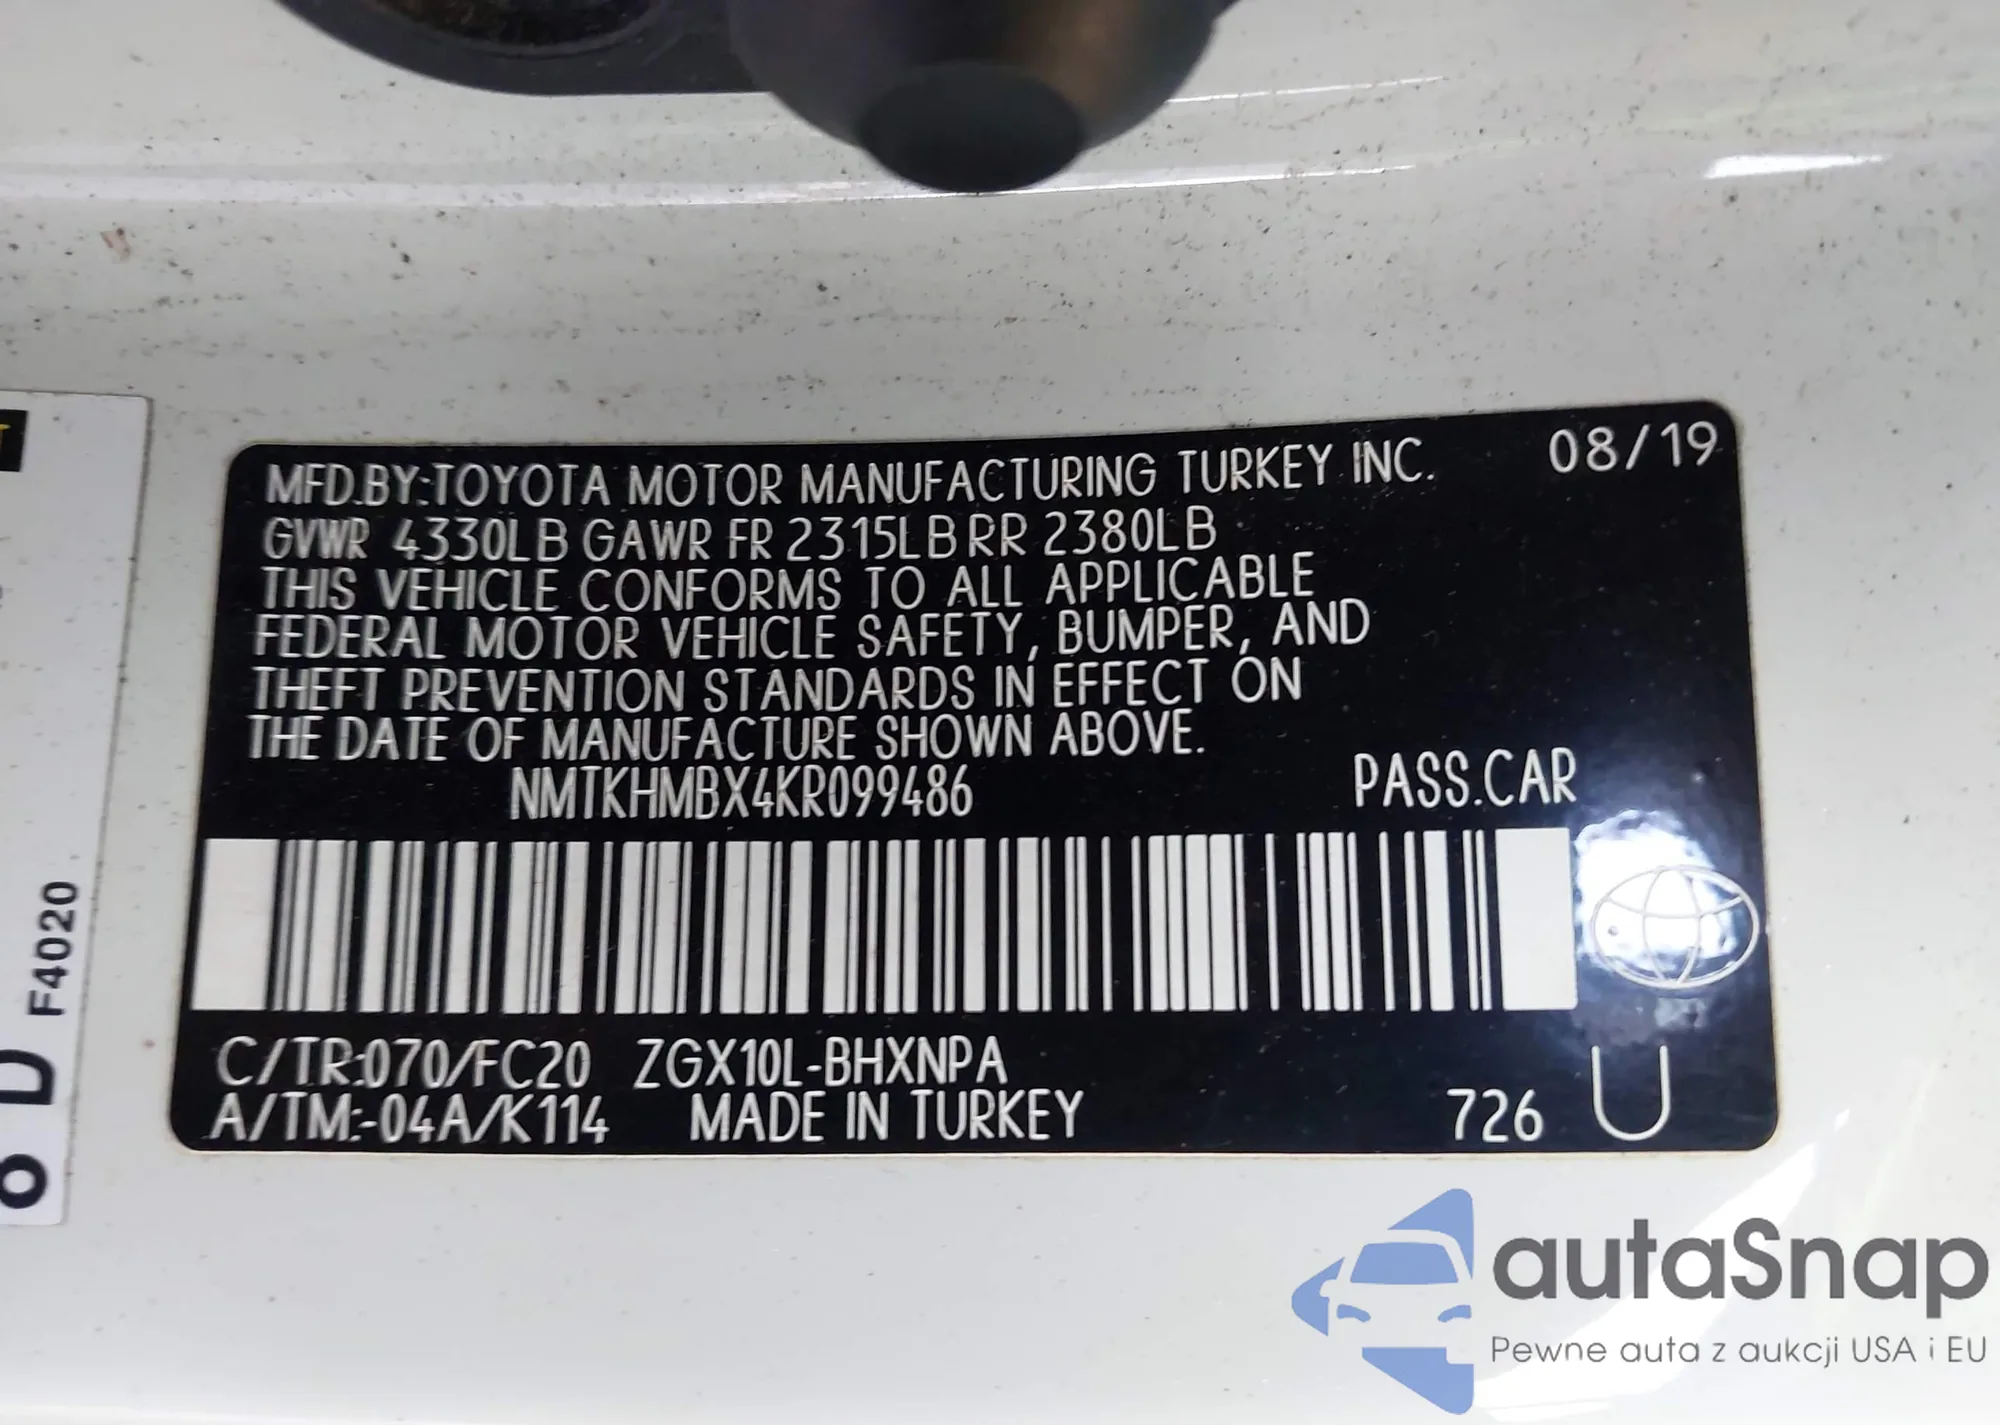 MFD.BY:TOYOTA MOTOR MANUFACTURING TURKEY INC. 08/19
GVWR 4330LB GAWR FR 2315LB RR 2380LB
THIS VEHICLE CONFORMS TO ALL APPLICABLE
FEDERAL MOTOR VEHICLE SAFETY, BUMPER, AND
THEFT PREVENTION STANDARDS IN EFFECT ON
THE DATE OF MANUFACTURE SHOWN ABOVE.
NMTKHMBX4KR099486 PASS.CAR
C/TR:070/FC20 ZGX10L-BHXNPA
A/TM:-04A/K114 MADE IN TURKEY 726 U
F4020
8 D
autaSnap
Pewne auta z aukcji USA i EU